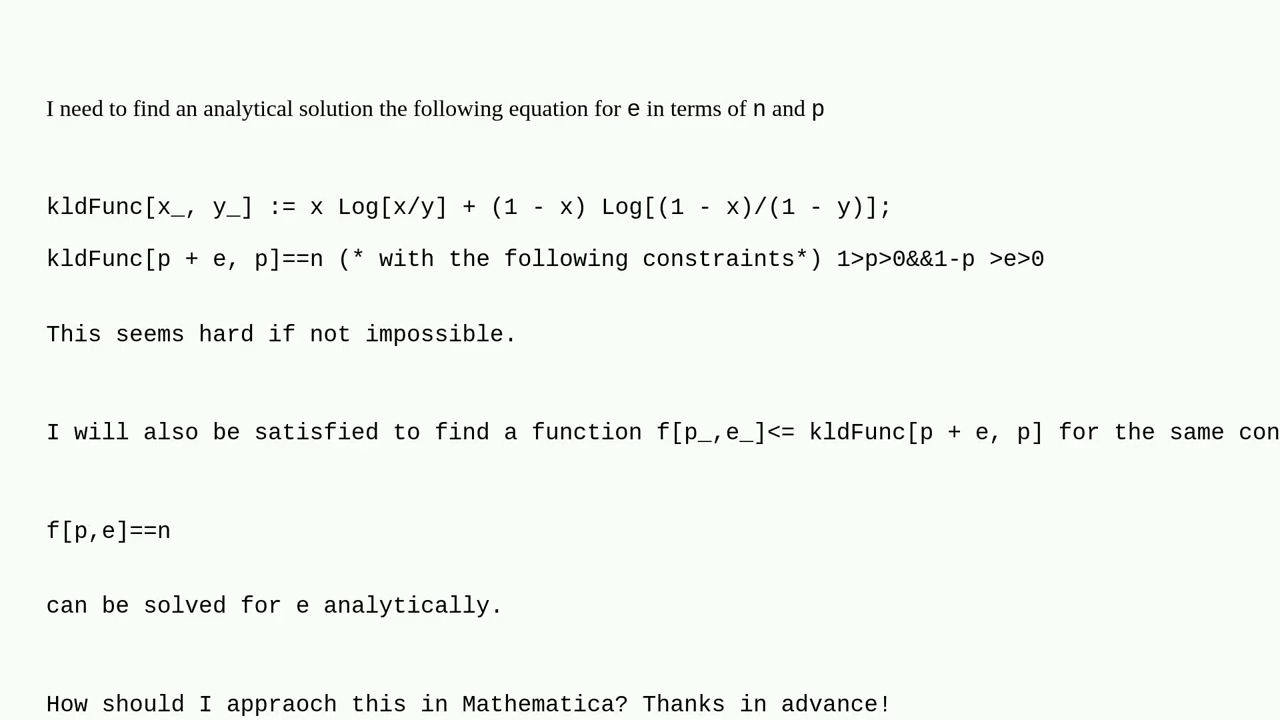 I need to find an analytical solution the following equation for e in terms of n and p
kldFunc[x_, y_] := x Log[x/y] + (1 - x) Log[(1 - x)/(1 - y)];
kldFunc[p + e, p]==n (* with the following constraints*) 1>p>0&&1-p >e>0
This seems hard if not impossible.
I will also be satisfied to find a function f[p_,e_]<= kldFunc[p + e, p] for the same con
f[p,e]==n
can be solved for e analytically.
How should I appraoch this in Mathematica? Thanks in advance!